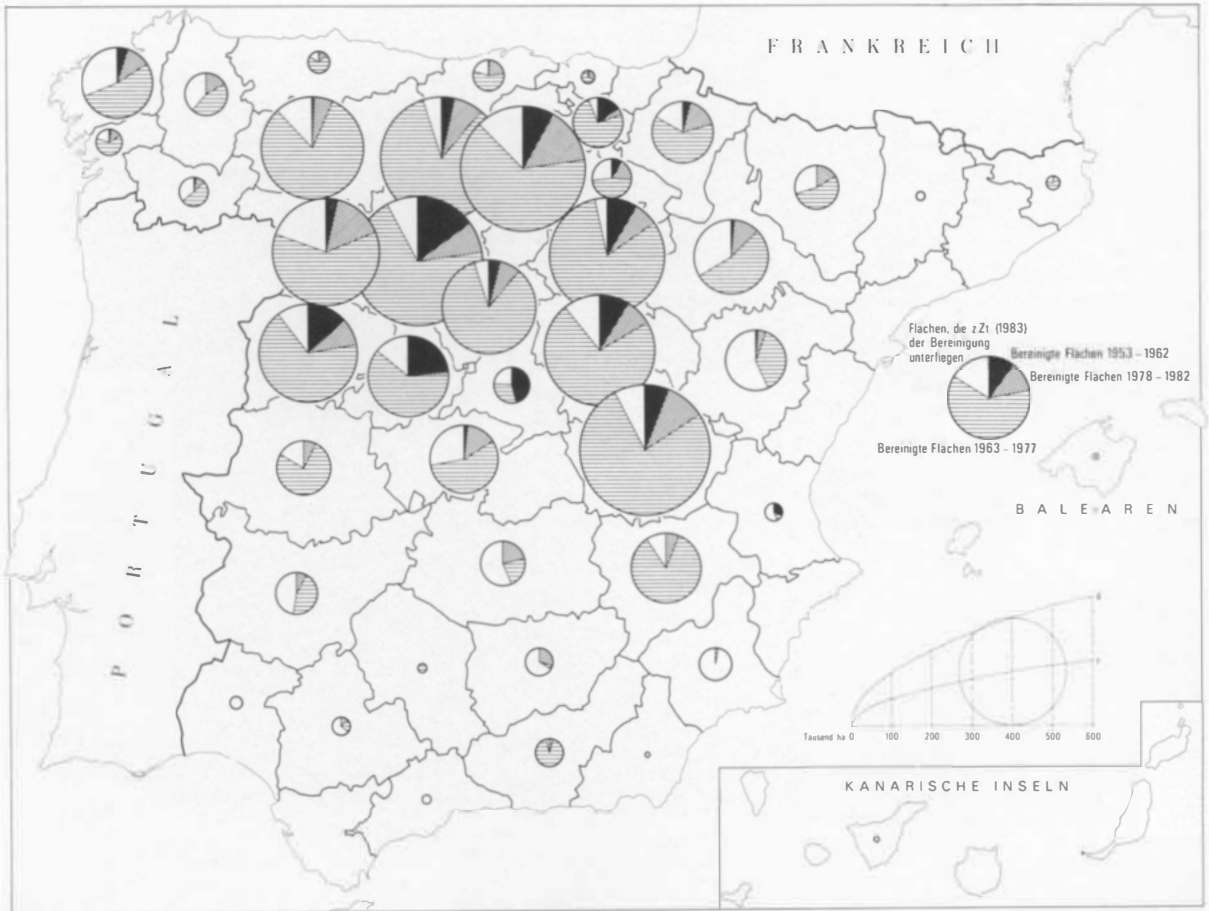 FRANKREICH
PORTUGAL
Flächen, die z.Zt. (1983)
der Bereinigung
unterliegen
Bereinigte Flächen 1953 - 1962
Bereinigte Flächen 1978 - 1982
Bereinigte Flächen 1963 - 1977
BALEAREN
Tausend ha 0 100 200 300 400 500 600
KANARISCHE INSELN